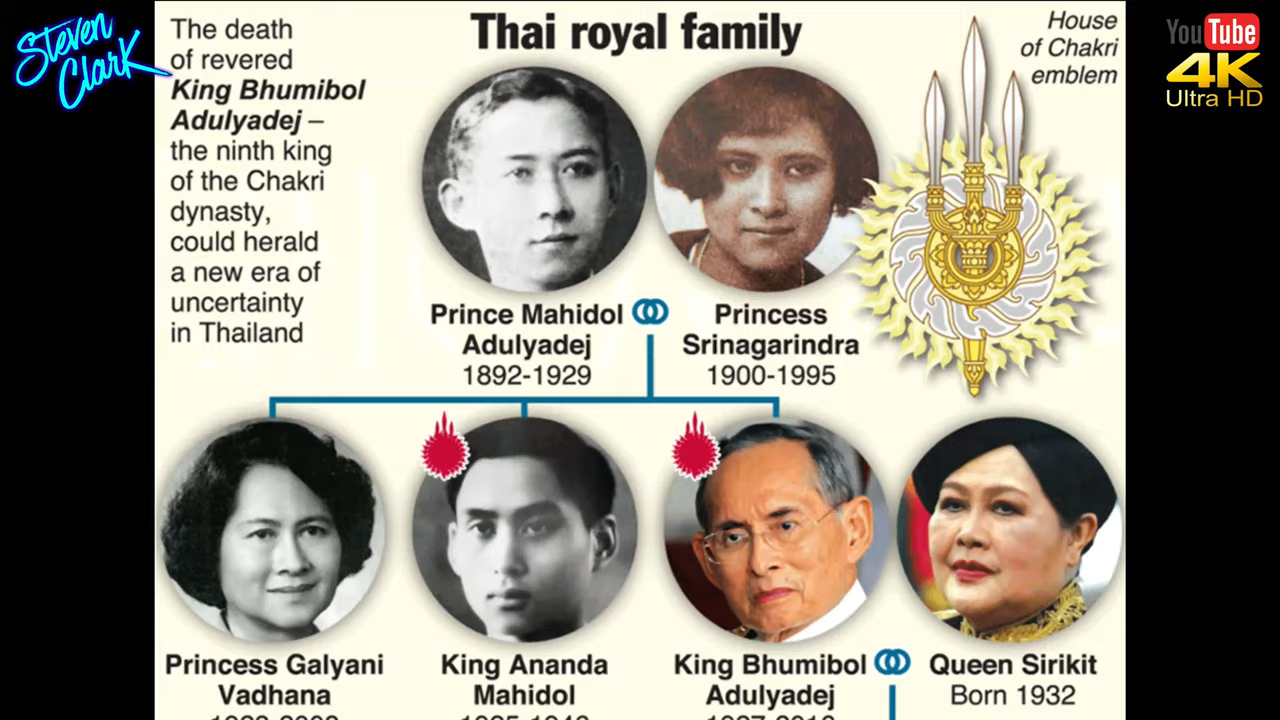 Steven
Clark
The death
of revered
King Bhumibol
Adulyadej –
the ninth king
of the Chakri
dynasty,
could herald
a new era of
uncertainty
in Thailand
Thai royal family
House
of Chakri
emblem
YouTube
4K
Ultra HD
Prince Mahidol
Adulyadej
1892-1929
Princess
Srinagarindra
1900-1995
Princess Galyani
Vadhana
King Ananda
Mahidol
King Bhumibol
Adulyadej
Queen Sirikit
Born 1932